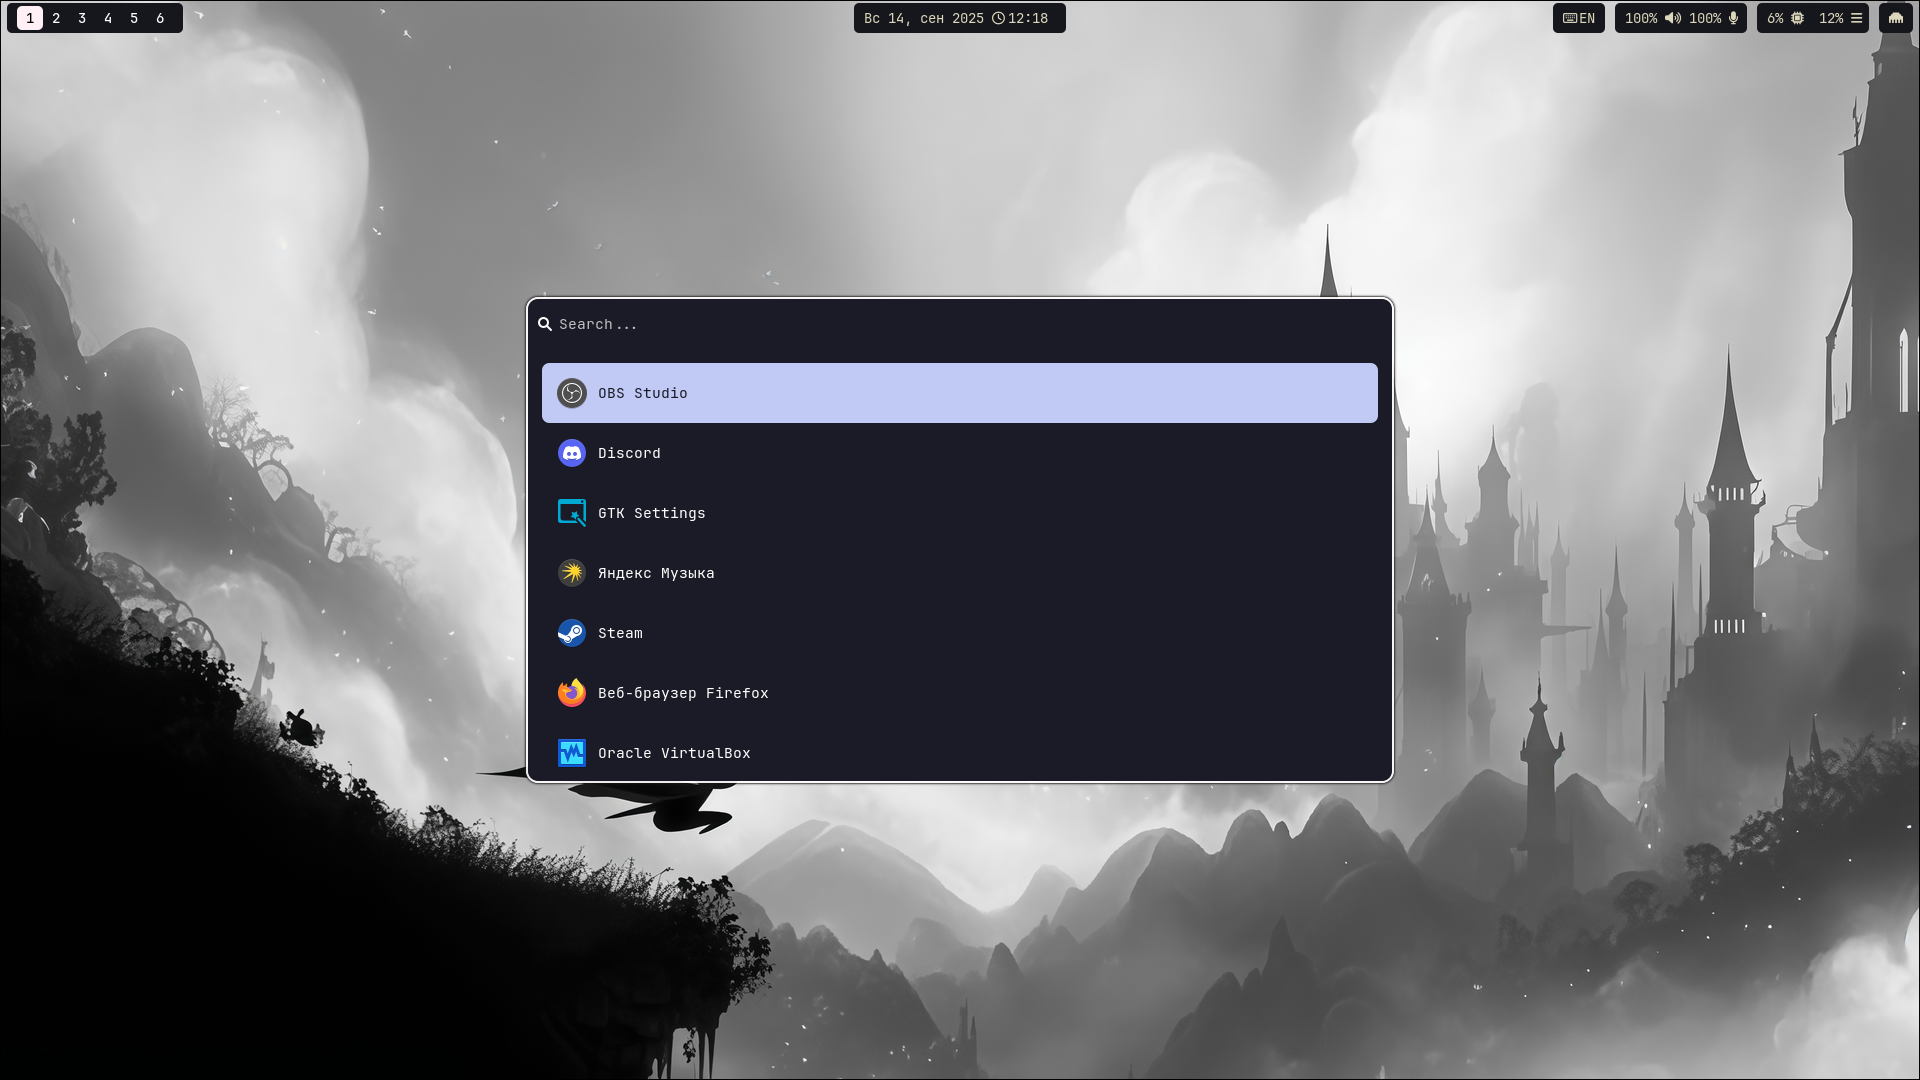 1 2 3 4 5 6
Вс 14, сен 2025 12:18
EN
100% 100%
6% 12%
Search...
OBS Studio
Discord
GTK Settings
Яндекс Музыка
Steam
Веб-браузер Firefox
Oracle VirtualBox